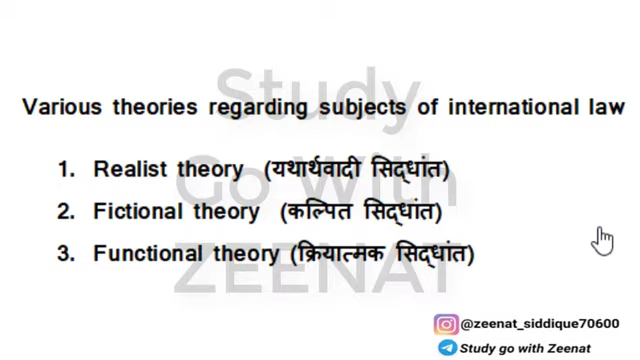 Study
Go With
ZEENAT
Various theories regarding subjects of international law
1. Realist theory (यथार्थवादी सिद्धांत)
2. Fictional theory (कल्पित सिद्धांत)
3. Functional theory (क्रियात्मक सिद्धांत)
@zeenat_siddique70600
Study go with Zeenat